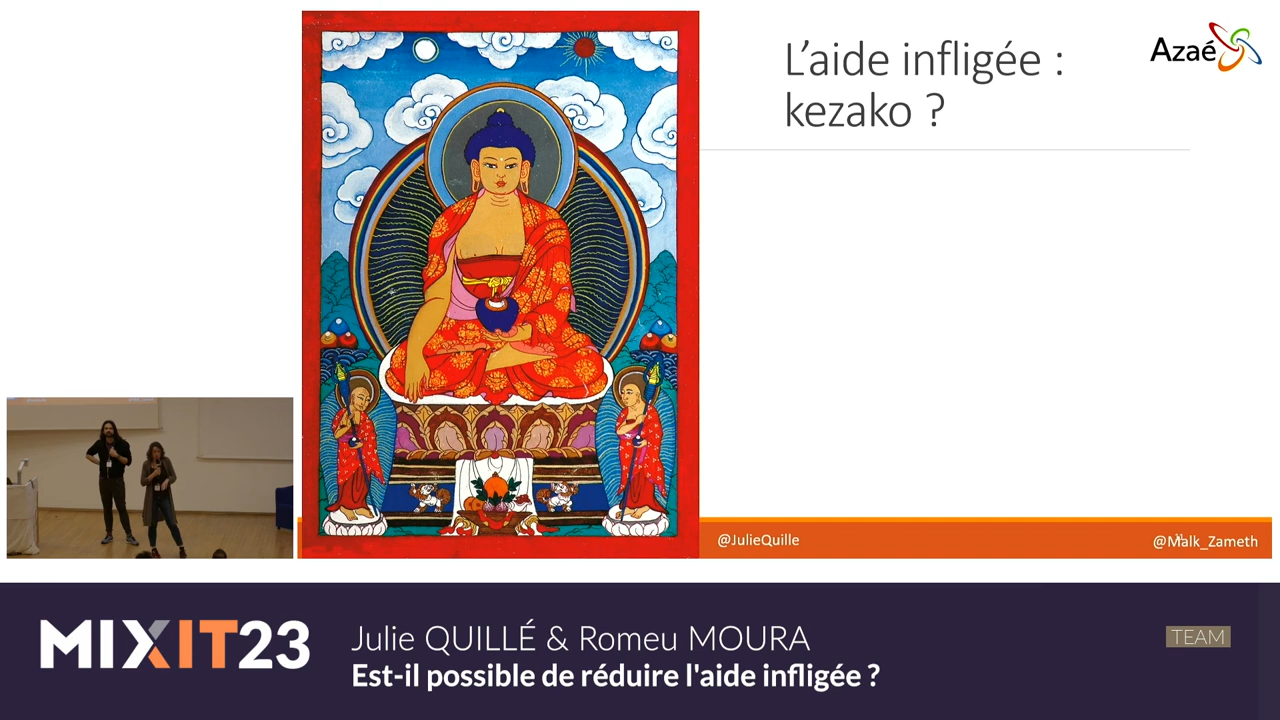 L'aide infligée :
kezako ?
Azaé
@JulieQuille
@Malk_Zameth
MIXIT23
Julie QUILLÉ & Romeu MOURA
Est-il possible de réduire l'aide infligée ?
TEAM